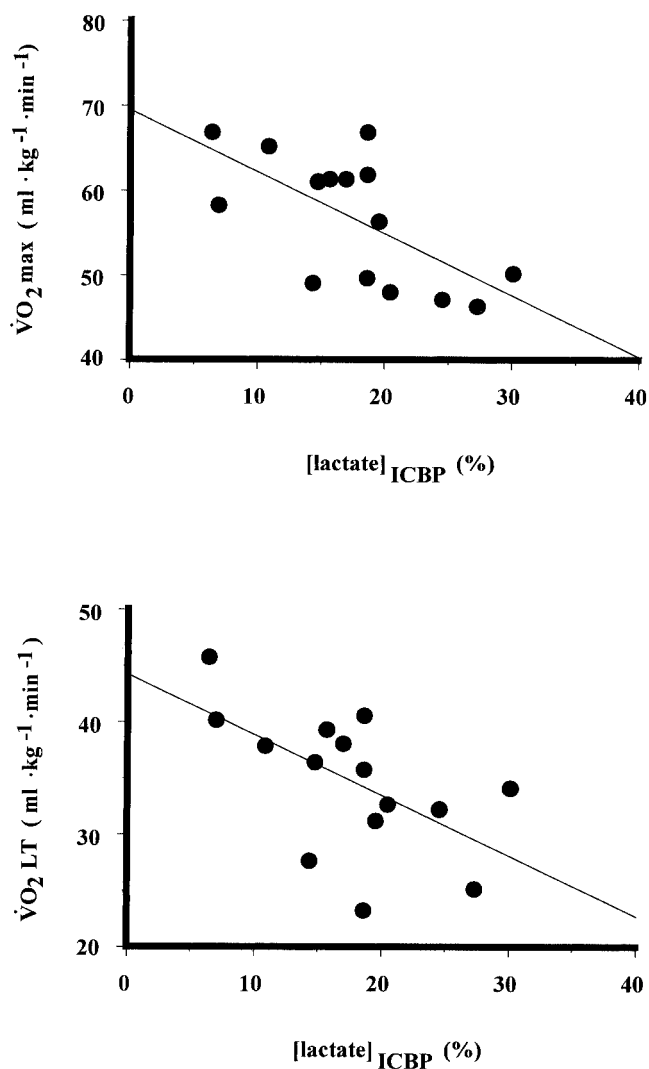 80
70
60
50
40
0 10 20 30 40
V̇O2 max ( ml · kg-1 · min -1)
[lactate] ICBP (%)
50
40
30
20
0 10 20 30 40
V̇O2 LT ( ml ·kg-1·min -1)
[lactate] ICBP (%)